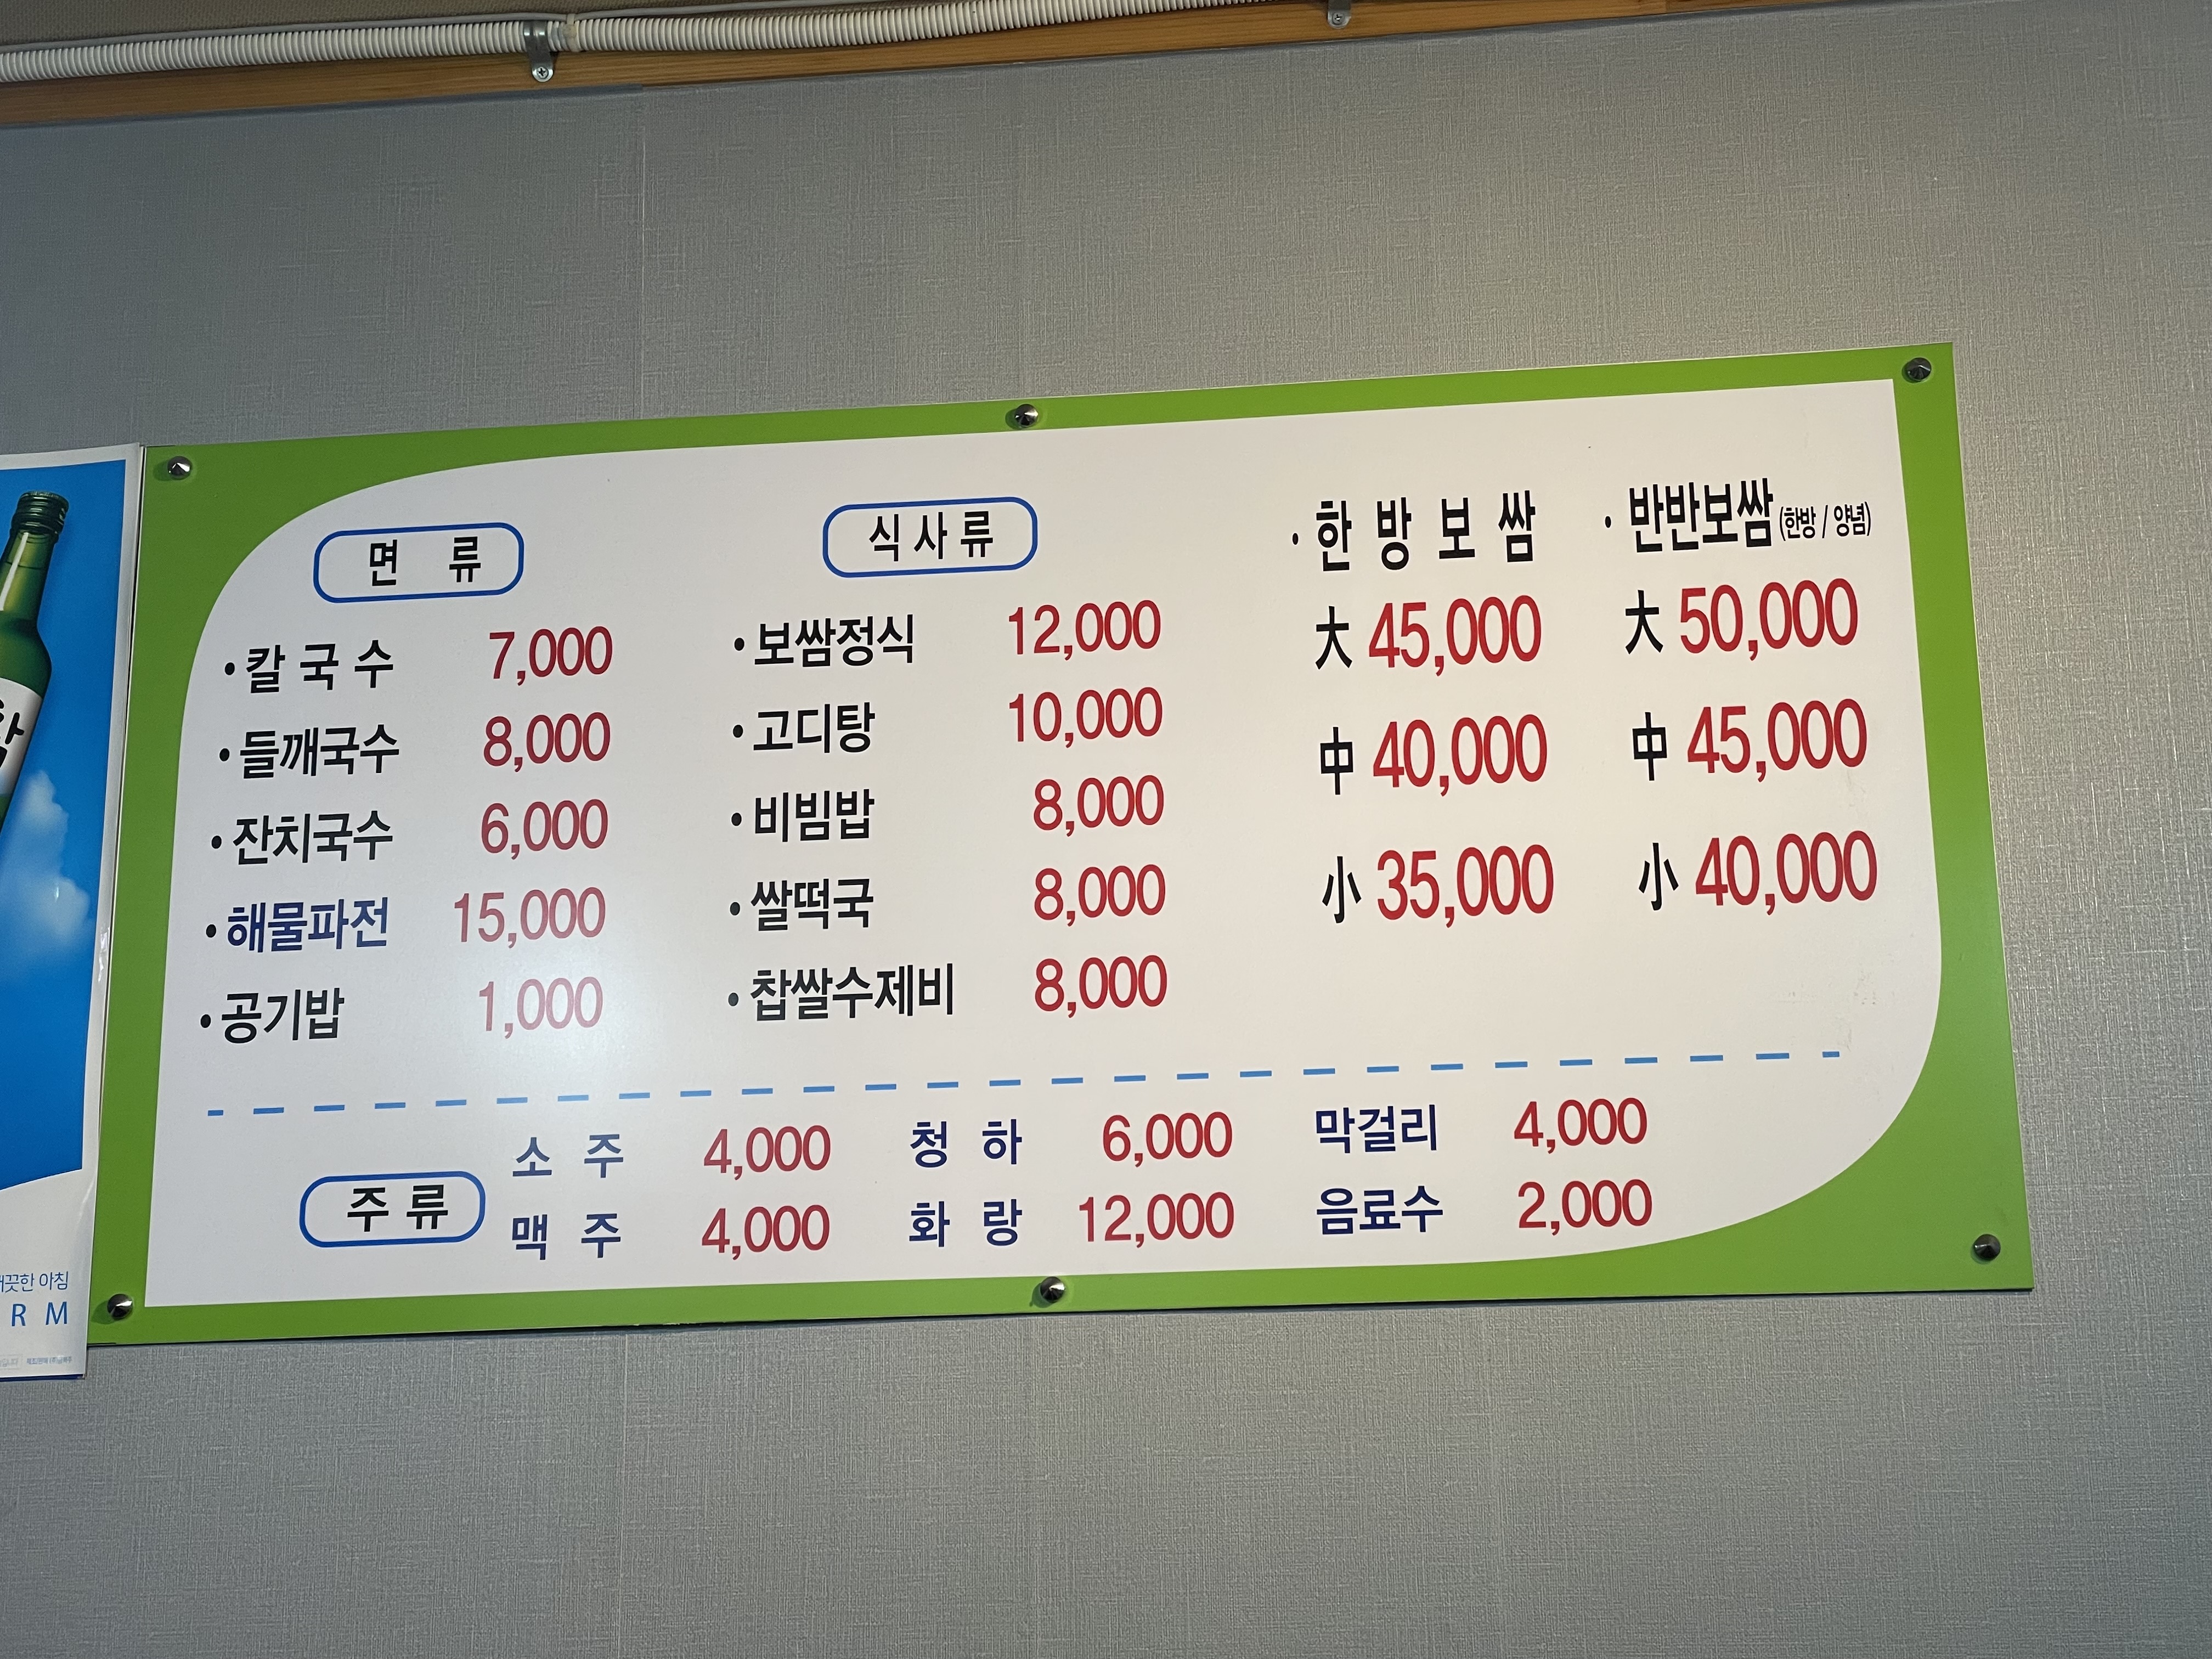 면 류
• 칼국수 7,000
• 들깨국수 8,000
• 잔치국수 6,000
• 해물파전 15,000
• 공기밥 1,000
식사류
• 보쌈정식 12,000
• 고디탕 10,000
• 비빔밥 8,000
• 쌀떡국 8,000
• 찹쌀수제비 8,000
• 한방보쌈
大 45,000
中 40,000
小 35,000
• 반반보쌈 (한방 / 양념)
大 50,000
中 45,000
小 40,000
주류
소 주 4,000 청 하 6,000 막걸리 4,000
맥 주 4,000 화 랑 12,000 음료수 2,000
아침
R M